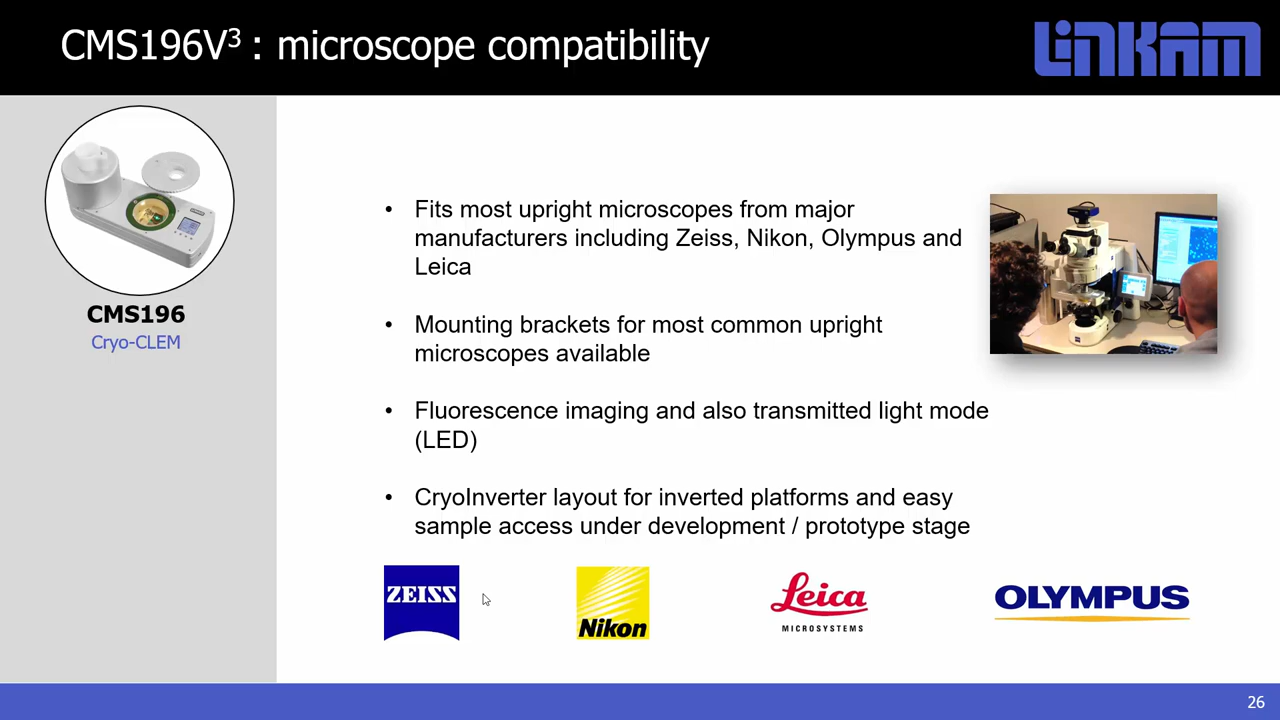 CMS196V³ : microscope compatibility
LINKAM
CMS196
Cryo-CLEM
• Fits most upright microscopes from major
manufacturers including Zeiss, Nikon, Olympus and
Leica
• Mounting brackets for most common upright
microscopes available
• Fluorescence imaging and also transmitted light mode
(LED)
• CryoInverter layout for inverted platforms and easy
sample access under development / prototype stage
ZEISS
Nikon
Leica
MICROSYSTEMS
OLYMPUS
26